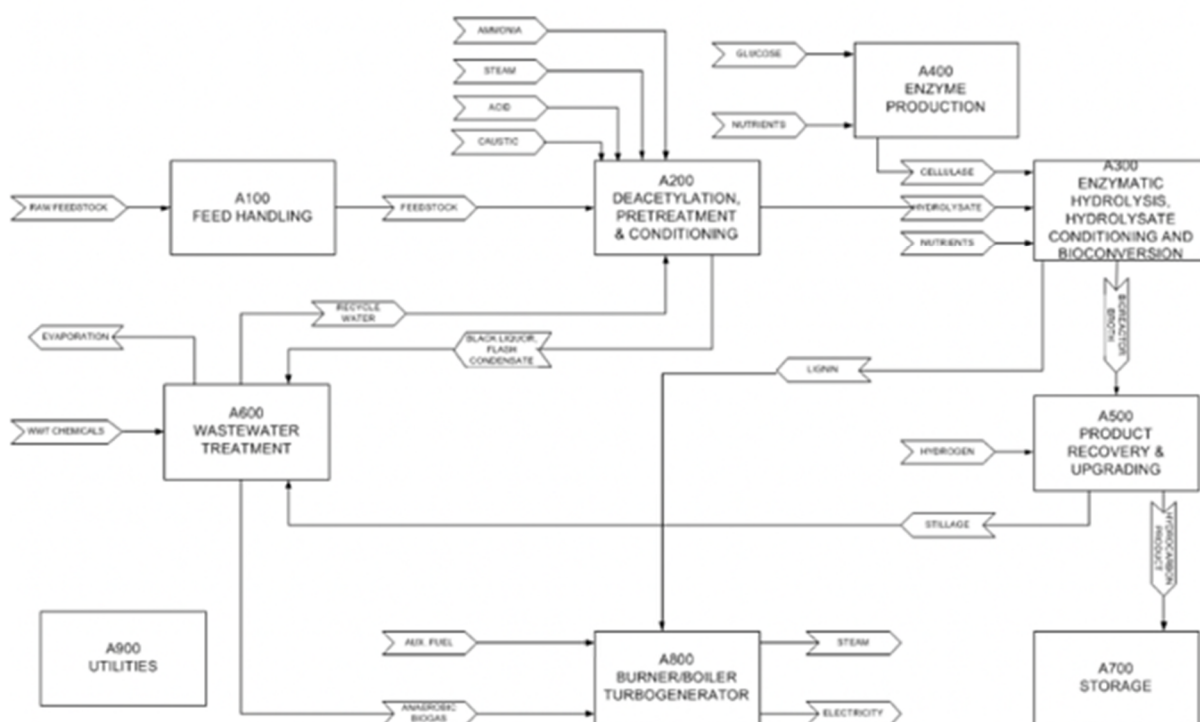 AMMONIA
STEAM
ACID
CAUSTIC
GLUCOSE
NUTRIENTS
A400
ENZYME
PRODUCTION
RAW FEEDSTOCK
A100
FEED HANDLING
FEEDSTOCK
A200
DEACETYLATION,
PRETREATMENT
& CONDITIONING
CELLULASE
HYDROLYSATE
NUTRIENTS
A300
ENZYMATIC
HYDROLYSIS,
HYDROLYSATE
CONDITIONING AND
BIOCONVERSION
RECYCLE
WATER
EVAPORATION
BLACK LIQUOR,
FLASH
CONDENSATE
BIOREACTOR
BROTH
LIGNIN
WWT CHEMICALS
A600
WASTEWATER
TREATMENT
HYDROGEN
A500
PRODUCT
RECOVERY &
UPGRADING
STILLAGE
HYDROCARBON
PRODUCT
A900
UTILITIES
AUX. FUEL
ANAEROBIC
BIOGAS
A800
BURNER/BOILER
TURBOGENERATOR
STEAM
ELECTRICITY
A700
STORAGE